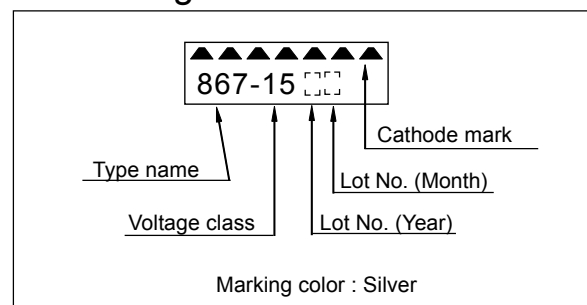 867-15
Cathode mark
Type name
Lot No. (Month)
Voltage class
Lot No. (Year)
Marking color : Silver